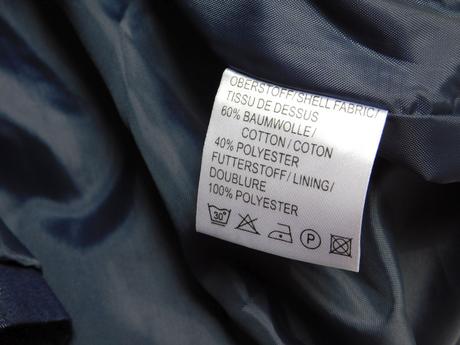 OBERSTOFF/SHELL FABRIC/
TISSU DE DESSUS
60% BAUMWOLLE/
COTTON/COTON
40% POLYESTER
FUTTERSTOFF/LINING/
DOUBLURE
100% POLYESTER
30° P